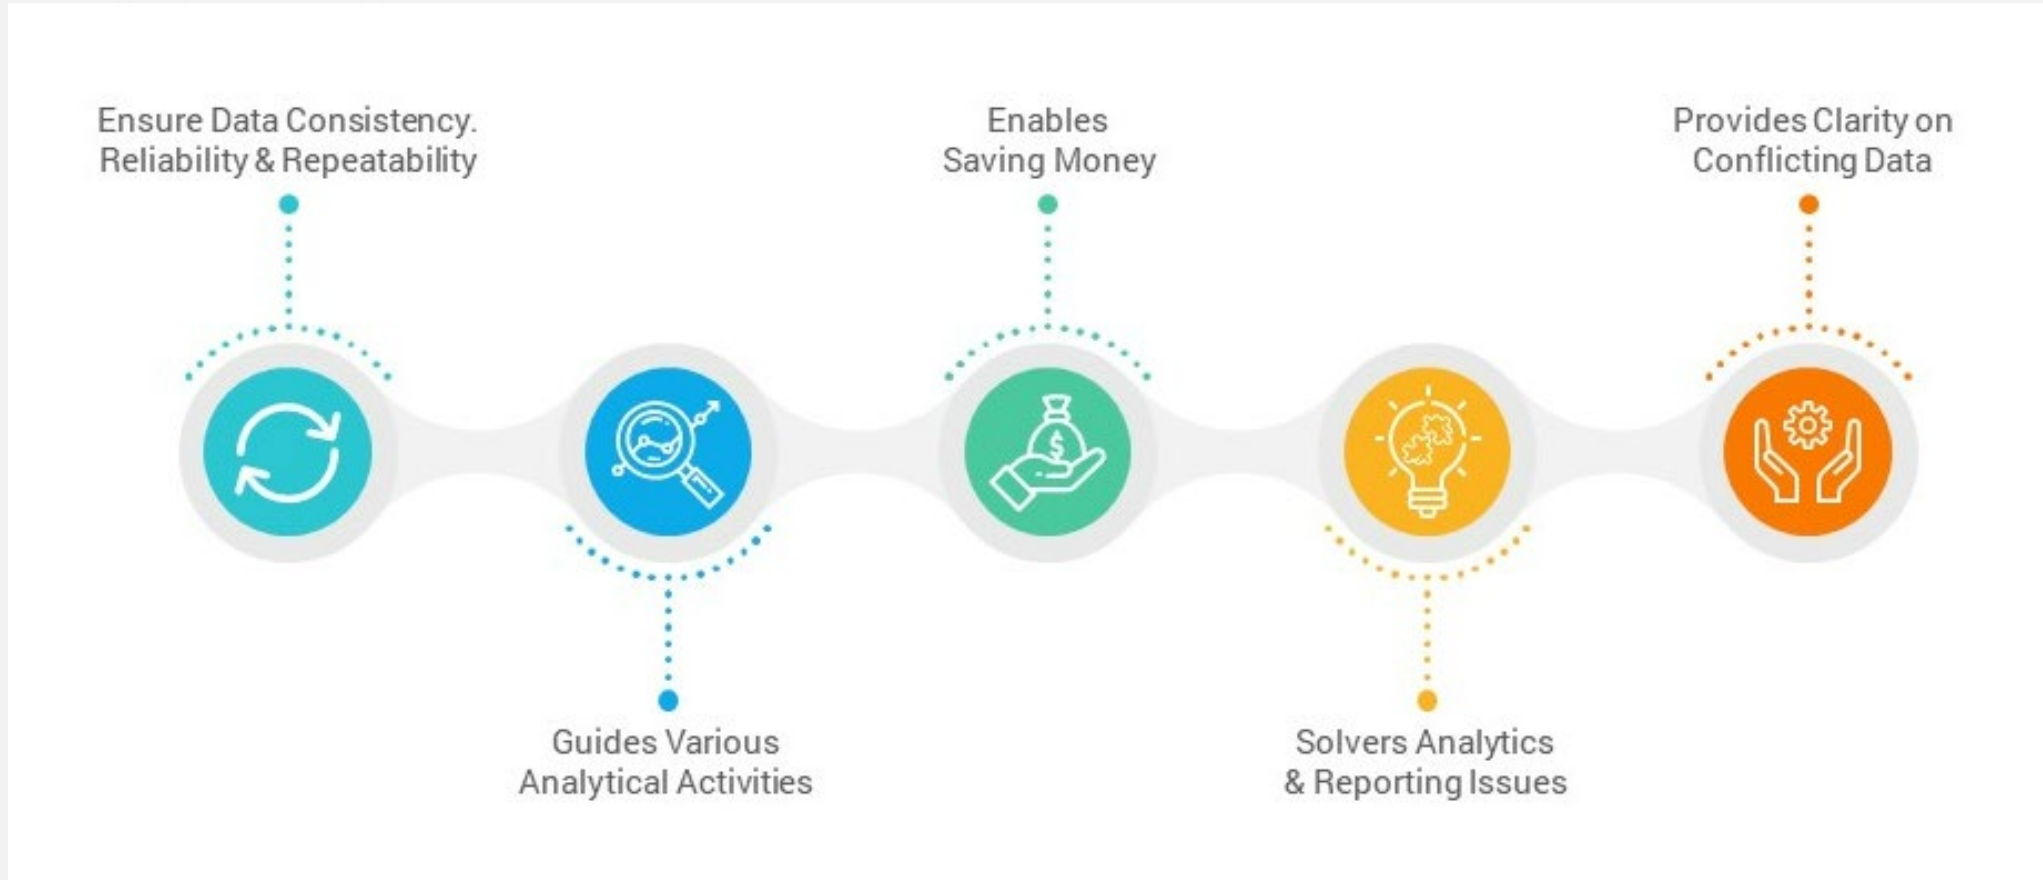 Ensure Data Consistency.
Reliability & Repeatability
Enables
Saving Money
Provides Clarity on
Conflicting Data
$
Guides Various
Analytical Activities
Solvers Analytics
& Reporting Issues